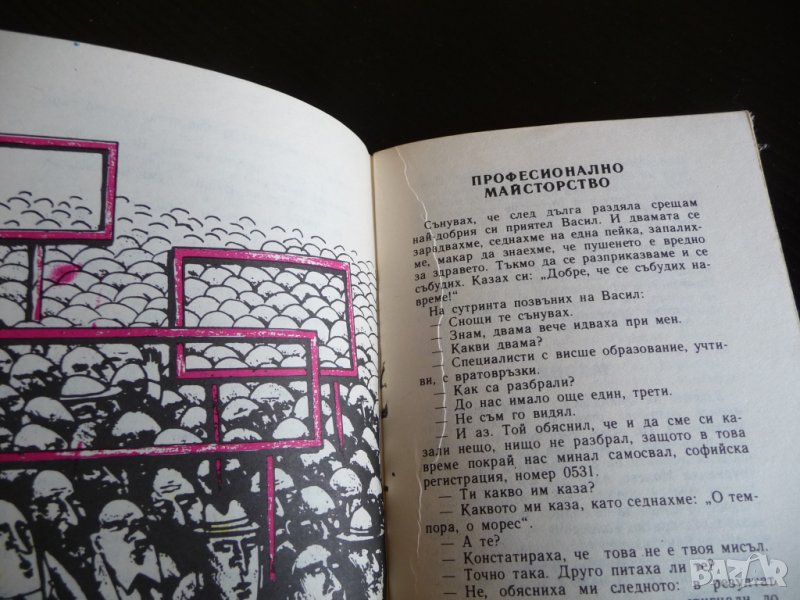 ПРОФЕСИОНАЛНО
МАЙСТОРСТВО
Сънувах, че след дълга раздяла срещам
най-добрия си приятел Васил. И двамата се
зарадвахме, седнахме на една пейка, запалих-
ме, макар да знаехме, че пушенето е вредно
за здравето. Тъкмо да се разприказваме и се
събудих. Казах си: „Добре, че се събудих на-
време!“
На сутринта позвъних на Васил:
— Снощи те сънувах.
— Знам, двама вече идваха при мен.
— Какви двама?
— Специалисти с висше образование, учти-
ви, с вратовръзки.
— Как са разбрали?
— До нас имало още един, трети.
— Не съм го видял.
— И аз. Той обяснил, че и да сме си ка-
зали нещо, нищо не разбрал, защото в това
време покрай нас минал самосвал, софийска
регистрация, номер 0531.
— Ти какво им каза?
— Каквото ми каза, като седнахме: „О тем-
пора, о морес“.
— А те?
— Констатираха, че това не е твоя мисъл.
— Точно така. Друго питаха ли те?
— Не, обясниха ми следното: в резултат
BAZAR